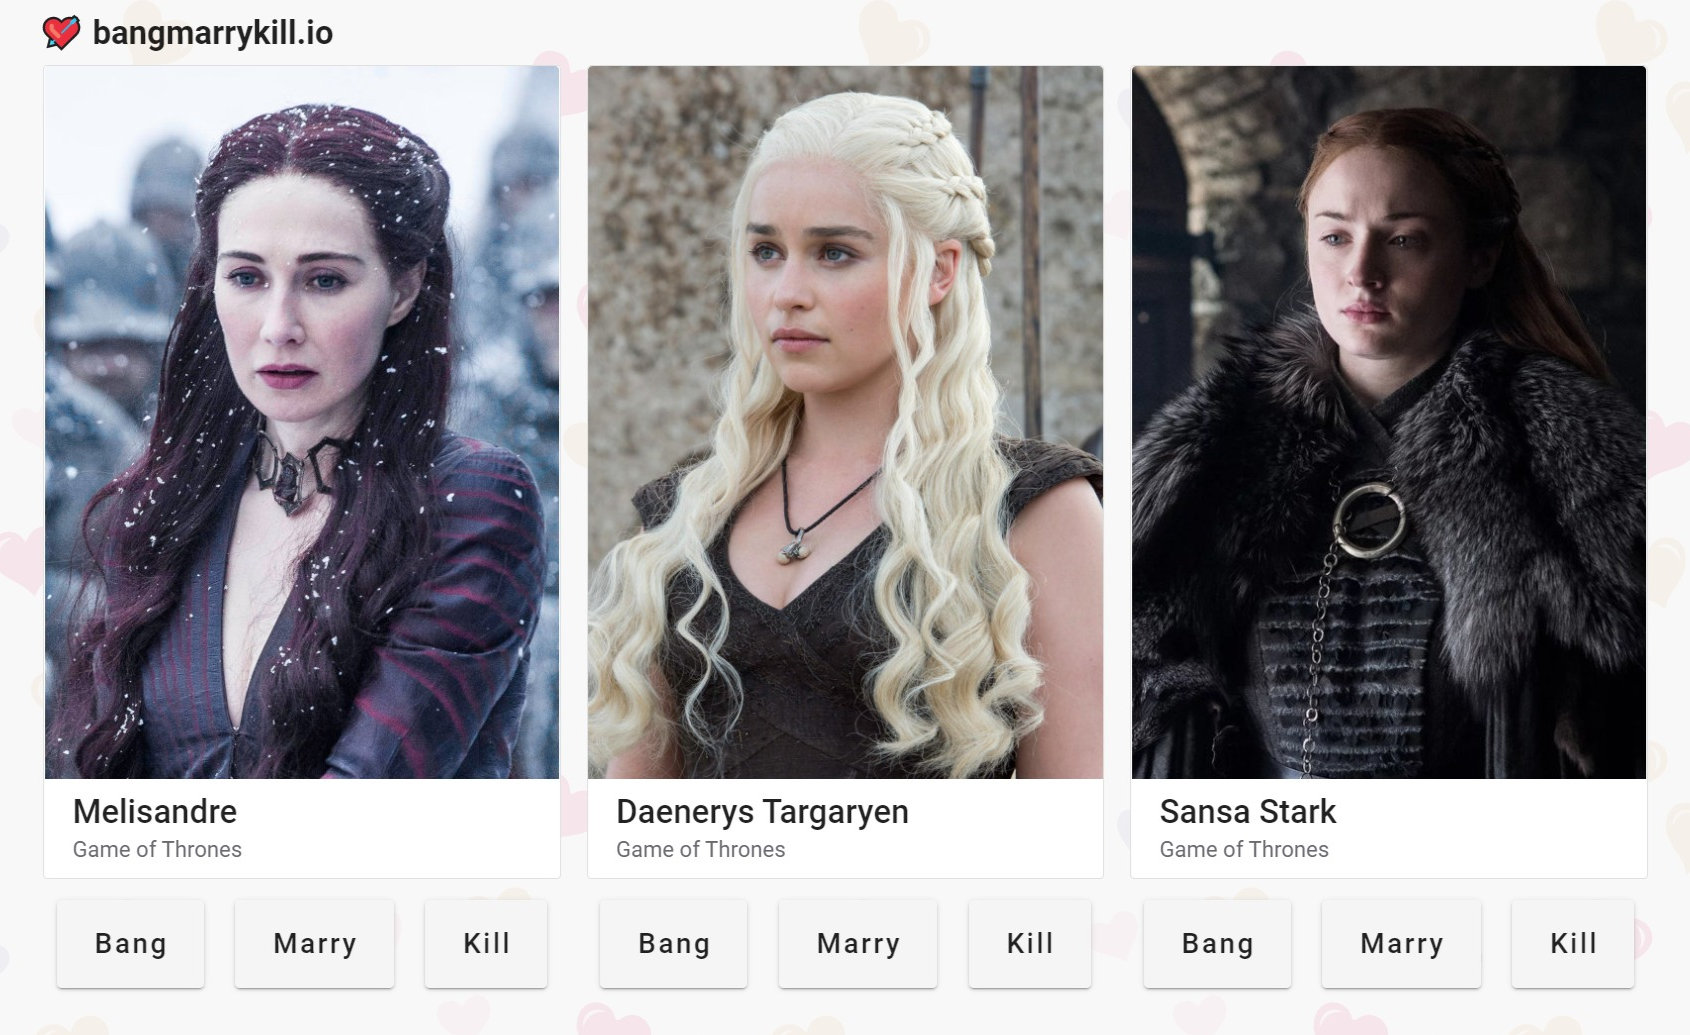 bangmarrykill.io
Melisandre
Game of Thrones
Daenerys Targaryen
Game of Thrones
Sansa Stark
Game of Thrones
Bang
Marry
Kill
Bang
Marry
Kill
Bang
Marry
Kill